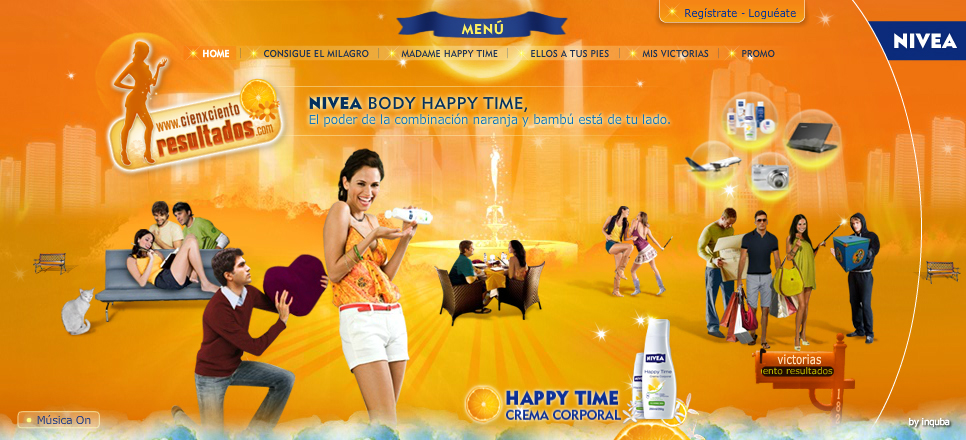 MENÚ
Regístrate - Loguéate
HOME
CONSIGUE EL MILAGRO
MADAME HAPPY TIME
ELLOS A TUS PIES
MIS VICTORIAS
PROMO
NIVEA
www.cienxciento
resultados.com
NIVEA BODY HAPPY TIME,
El poder de la combinación naranja y bambú está de tu lado.
victorias
ento resultados
NIVEA
Happy Time
HAPPY TIME
CREMA CORPORAL
Música On
by Inquba